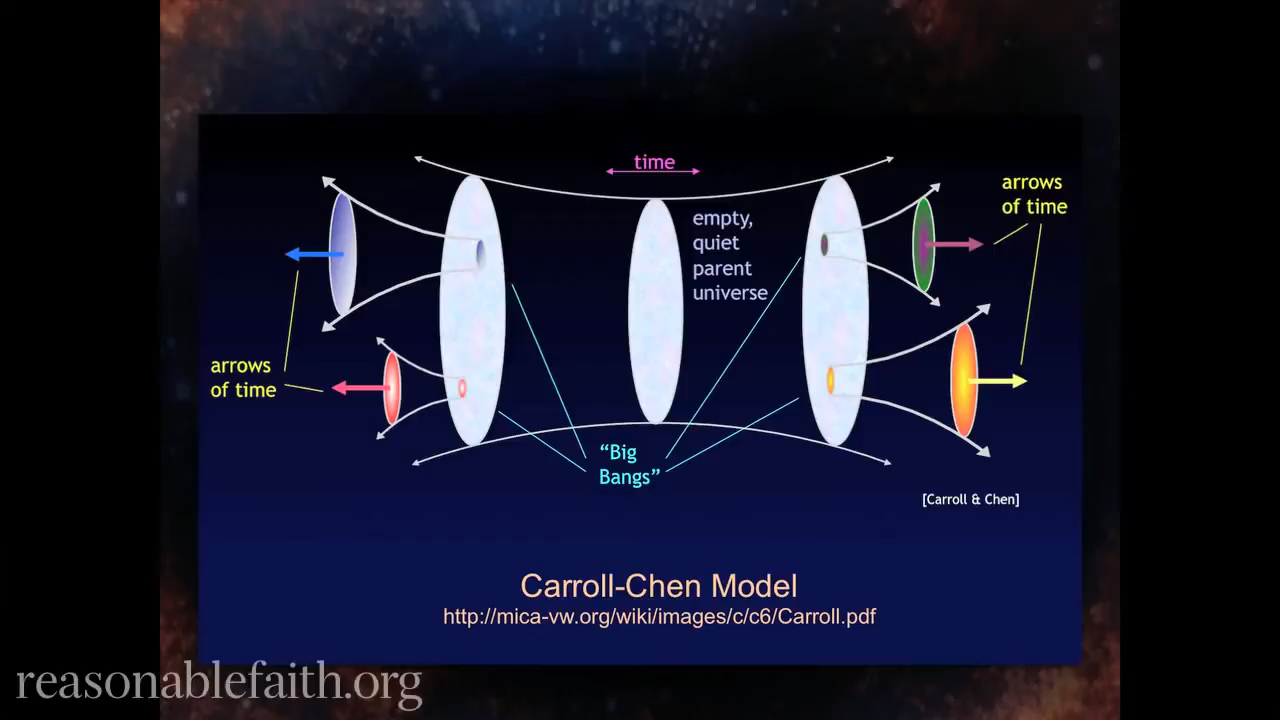 time
arrows
of time
empty,
quiet
parent
universe
arrows
of time
“Big
Bangs”
[Carroll & Chen]
Carroll-Chen Model
http://mica-vw.org/wiki/images/c/c6/Carroll.pdf
reasonablefaith.org